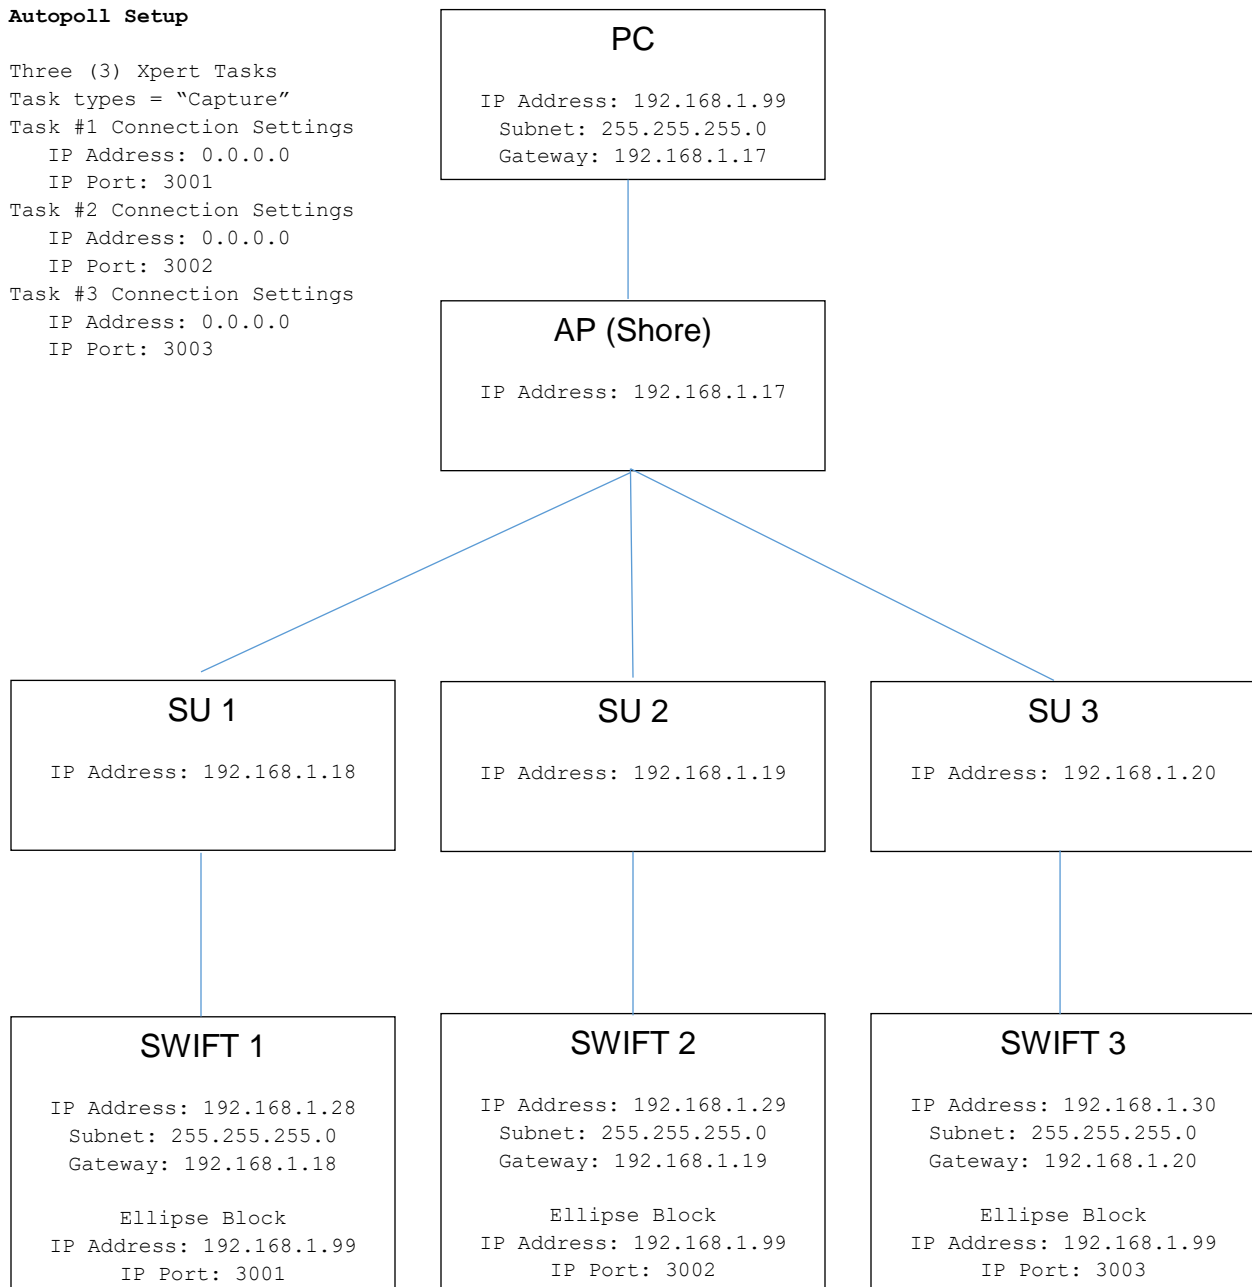 Autopoll Setup
Three (3) Xpert Tasks
Task types = “Capture”
Task #1 Connection Settings
IP Address: 0.0.0.0
IP Port: 3001
Task #2 Connection Settings
IP Address: 0.0.0.0
IP Port: 3002
Task #3 Connection Settings
IP Address: 0.0.0.0
IP Port: 3003
PC
IP Address: 192.168.1.99
Subnet: 255.255.255.0
Gateway: 192.168.1.17
AP (Shore)
IP Address: 192.168.1.17
SU 1
IP Address: 192.168.1.18
SU 2
IP Address: 192.168.1.19
SU 3
IP Address: 192.168.1.20
SWIFT 1
IP Address: 192.168.1.28
Subnet: 255.255.255.0
Gateway: 192.168.1.18
Ellipse Block
IP Address: 192.168.1.99
IP Port: 3001
SWIFT 2
IP Address: 192.168.1.29
Subnet: 255.255.255.0
Gateway: 192.168.1.19
Ellipse Block
IP Address: 192.168.1.99
IP Port: 3002
SWIFT 3
IP Address: 192.168.1.30
Subnet: 255.255.255.0
Gateway: 192.168.1.20
Ellipse Block
IP Address: 192.168.1.99
IP Port: 3003